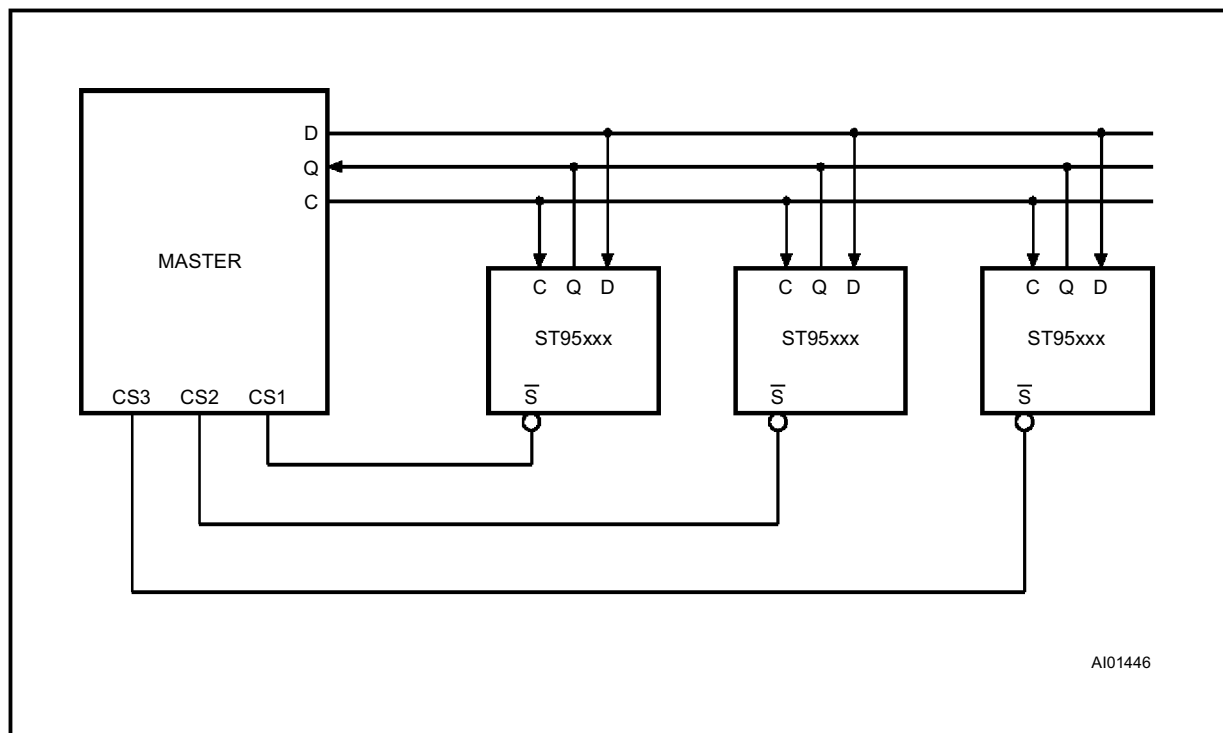 D
Q
C
MASTER
CS3 CS2 CS1
C Q D
ST95xxx
S̅
C Q D
ST95xxx
S̅
C Q D
ST95xxx
S̅
AI01446